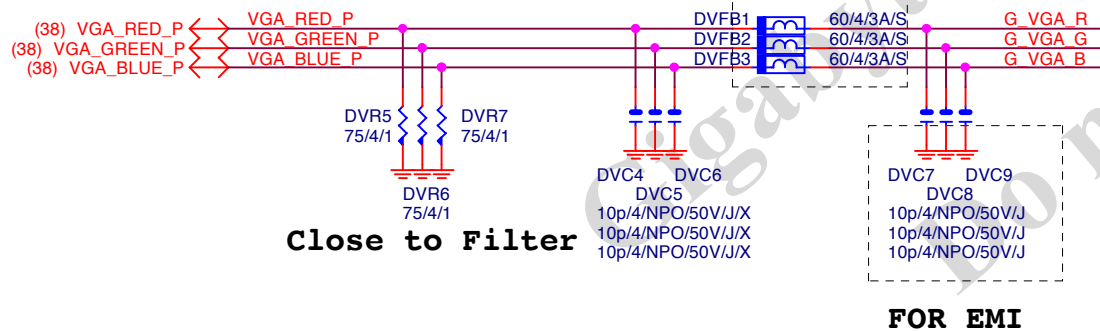 VGA_RED_P DVFB1 60/4/3A/S G_VGA_R
(38) VGA_RED_P
VGA_GREEN_P DVFB2 60/4/3A/S G_VGA_G
(38) VGA_GREEN_P
VGA_BLUE_P DVFB3 60/4/3A/S G_VGA_B
(38) VGA_BLUE_P
DVR5 DVR7
75/4/1 75/4/1
DVR6
75/4/1
Close to Filter
DVC4 DVC6
DVC5
10p/4/NPO/50V/J/X
10p/4/NPO/50V/J/X
10p/4/NPO/50V/J/X
DVC7 DVC9
DVC8
10p/4/NPO/50V/J
10p/4/NPO/50V/J
10p/4/NPO/50V/J
FOR EMI